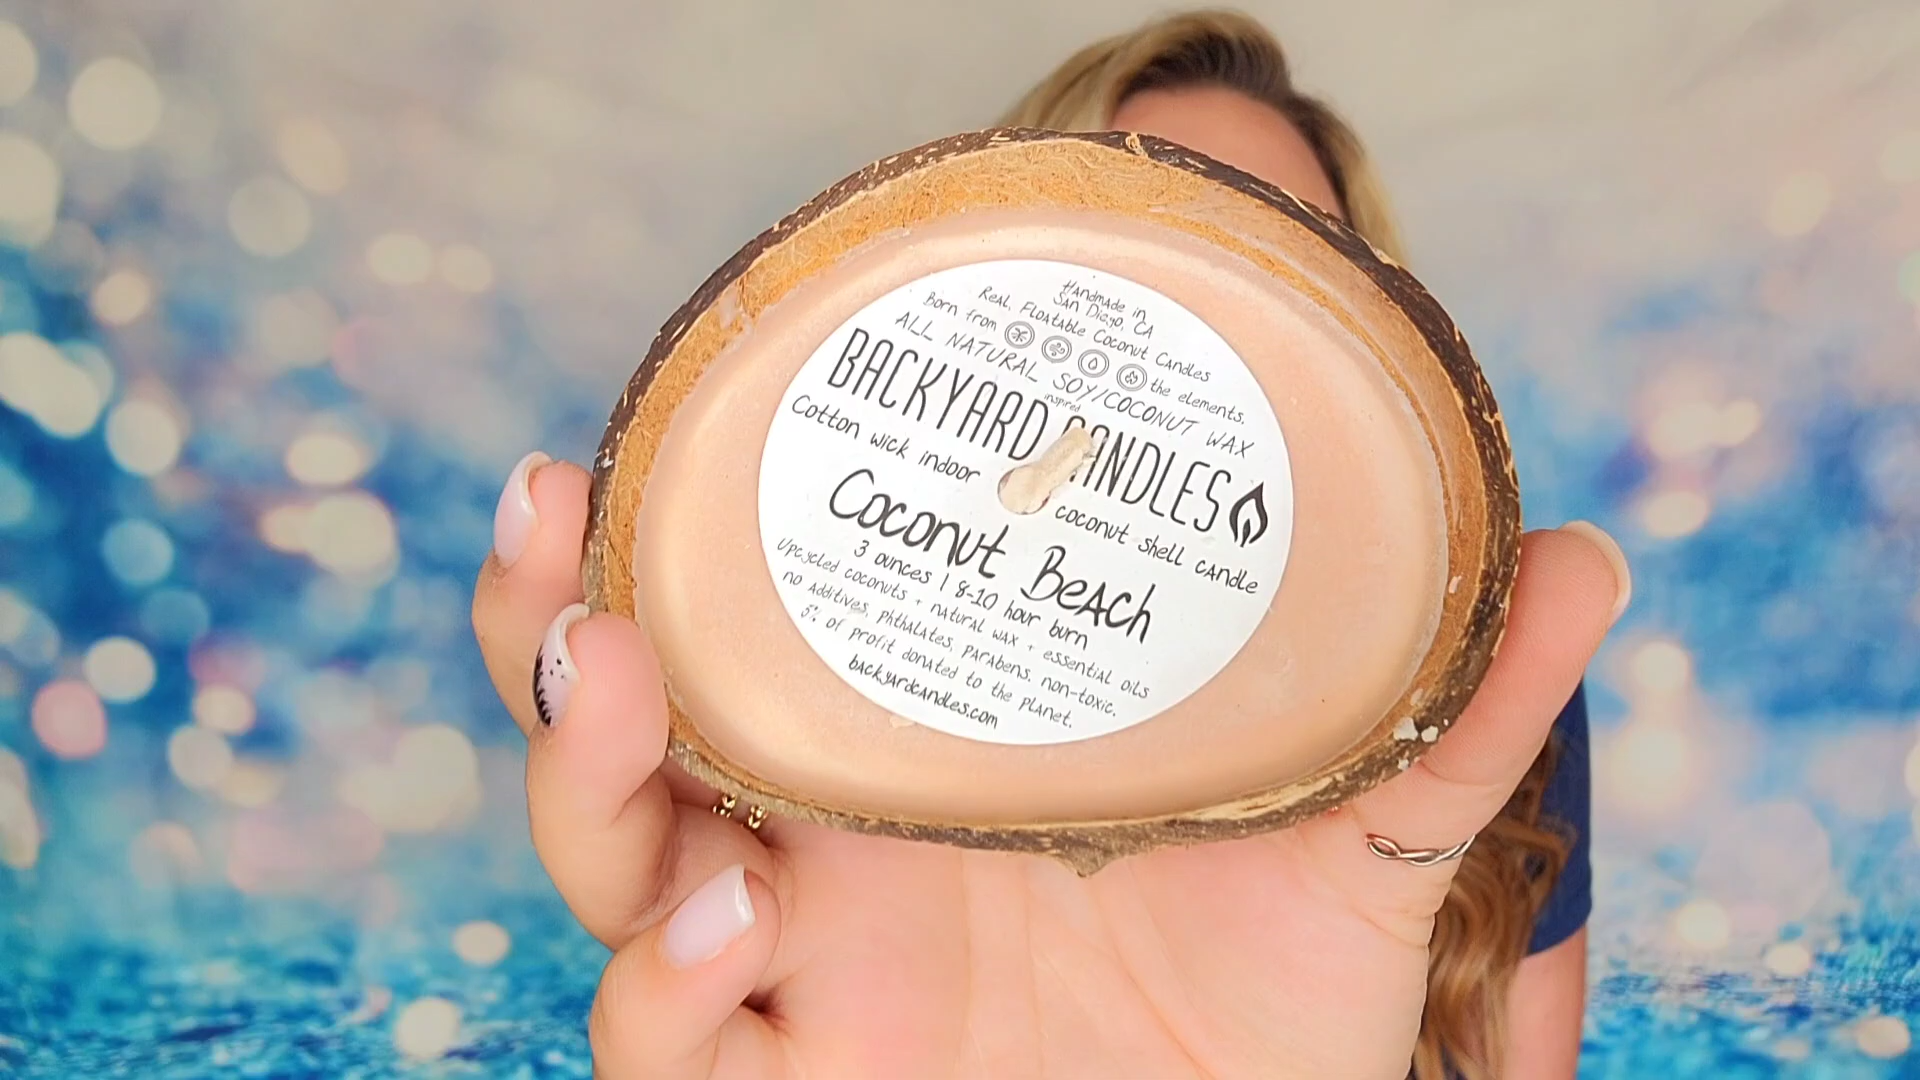 Handmade in
San Diego, CA
Real, Floatable Coconut Candles
Born from the elements.
ALL NATURAL SOY/COCONUT WAX
inspired
BACKYARD CANDLES
Cotton wick indoor coconut shell candle
Coconut Beach
3 ounces | 8-10 hour burn
Upcycled coconuts + natural wax + essential oils
no additives, phthalates, parabens. non-toxic.
5% of profit donated to the planet.
backyardcandles.com